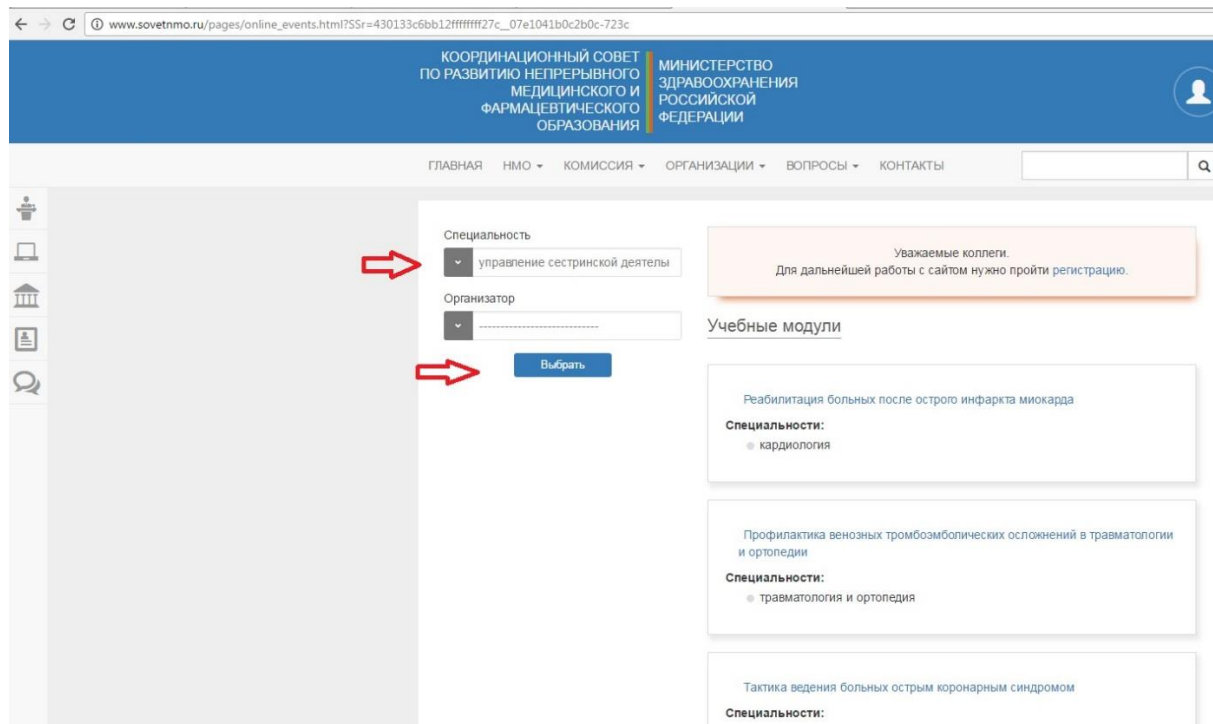 www.sovetnmo.ru/pages/online_events.html?SSr=430133c6bb12ffffffff27c__07e1041b0c2b0c-723c
КООРДИНАЦИОННЫЙ СОВЕТ
ПО РАЗВИТИЮ НЕПРЕРЫВНОГО
МЕДИЦИНСКОГО И
ФАРМАЦЕВТИЧЕСКОГО
ОБРАЗОВАНИЯ
МИНИСТЕРСТВО
ЗДРАВООХРАНЕНИЯ
РОССИЙСКОЙ
ФЕДЕРАЦИИ
ГЛАВНАЯ НМО КОМИССИЯ ОРГАНИЗАЦИИ ВОПРОСЫ КОНТАКТЫ
Специальность
управление сестринской деятелы
Организатор
----------------------------
Выбрать
Уважаемые коллеги.
Для дальнейшей работы с сайтом нужно пройти регистрацию.
Учебные модули
Реабилитация больных после острого инфаркта миокарда
Специальности:
кардиология
Профилактика венозных тромбоэмболических осложнений в травматологии
и ортопедии
Специальности:
травматология и ортопедия
Тактика ведения больных острым коронарным синдромом
Специальности: